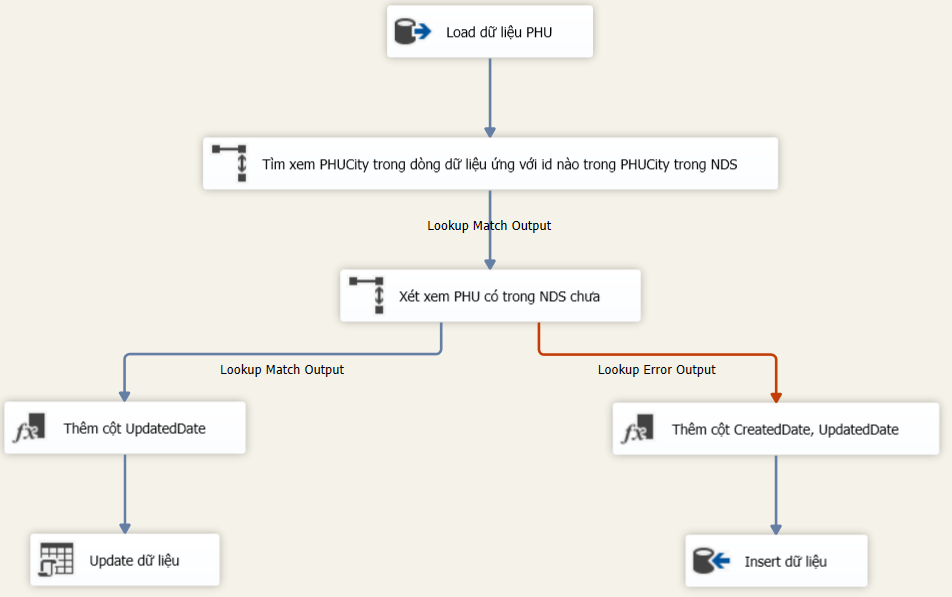 Load dữ liệu PHU
Tìm xem PHUCity trong dòng dữ liệu ứng với id nào trong PHUCity trong NDS
Lookup Match Output
Xét xem PHU có trong NDS chưa
Lookup Match Output
Lookup Error Output
Thêm cột UpdatedDate
Thêm cột CreatedDate, UpdatedDate
Update dữ liệu
Insert dữ liệu